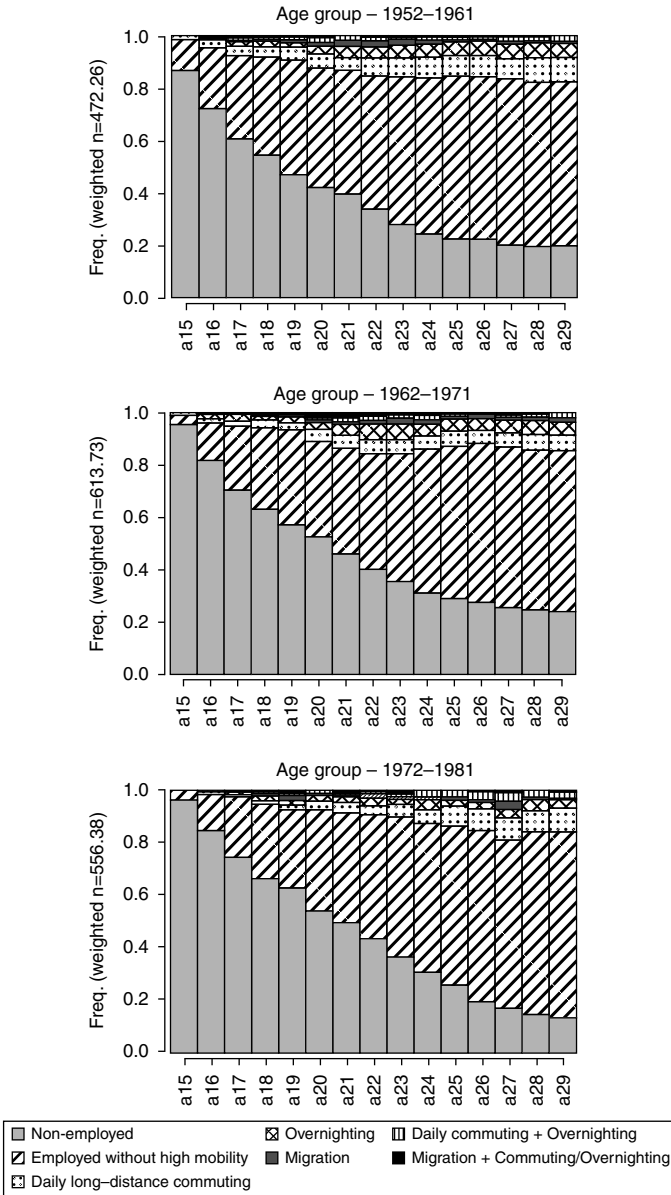 Age group – 1952–1961
Freq. (weighted n=472.26)
1.0
0.8
0.6
0.4
0.2
0.0
a15 a16 a17 a18 a19 a20 a21 a22 a23 a24 a25 a26 a27 a28 a29
Age group – 1962–1971
Freq. (weighted n=613.73)
1.0
0.8
0.6
0.4
0.2
0.0
a15 a16 a17 a18 a19 a20 a21 a22 a23 a24 a25 a26 a27 a28 a29
Age group – 1972–1981
Freq. (weighted n=556.38)
1.0
0.8
0.6
0.4
0.2
0.0
a15 a16 a17 a18 a19 a20 a21 a22 a23 a24 a25 a26 a27 a28 a29
Non-employed Overnighting Daily commuting + Overnighting
Employed without high mobility Migration Migration + Commuting/Overnighting
Daily long–distance commuting